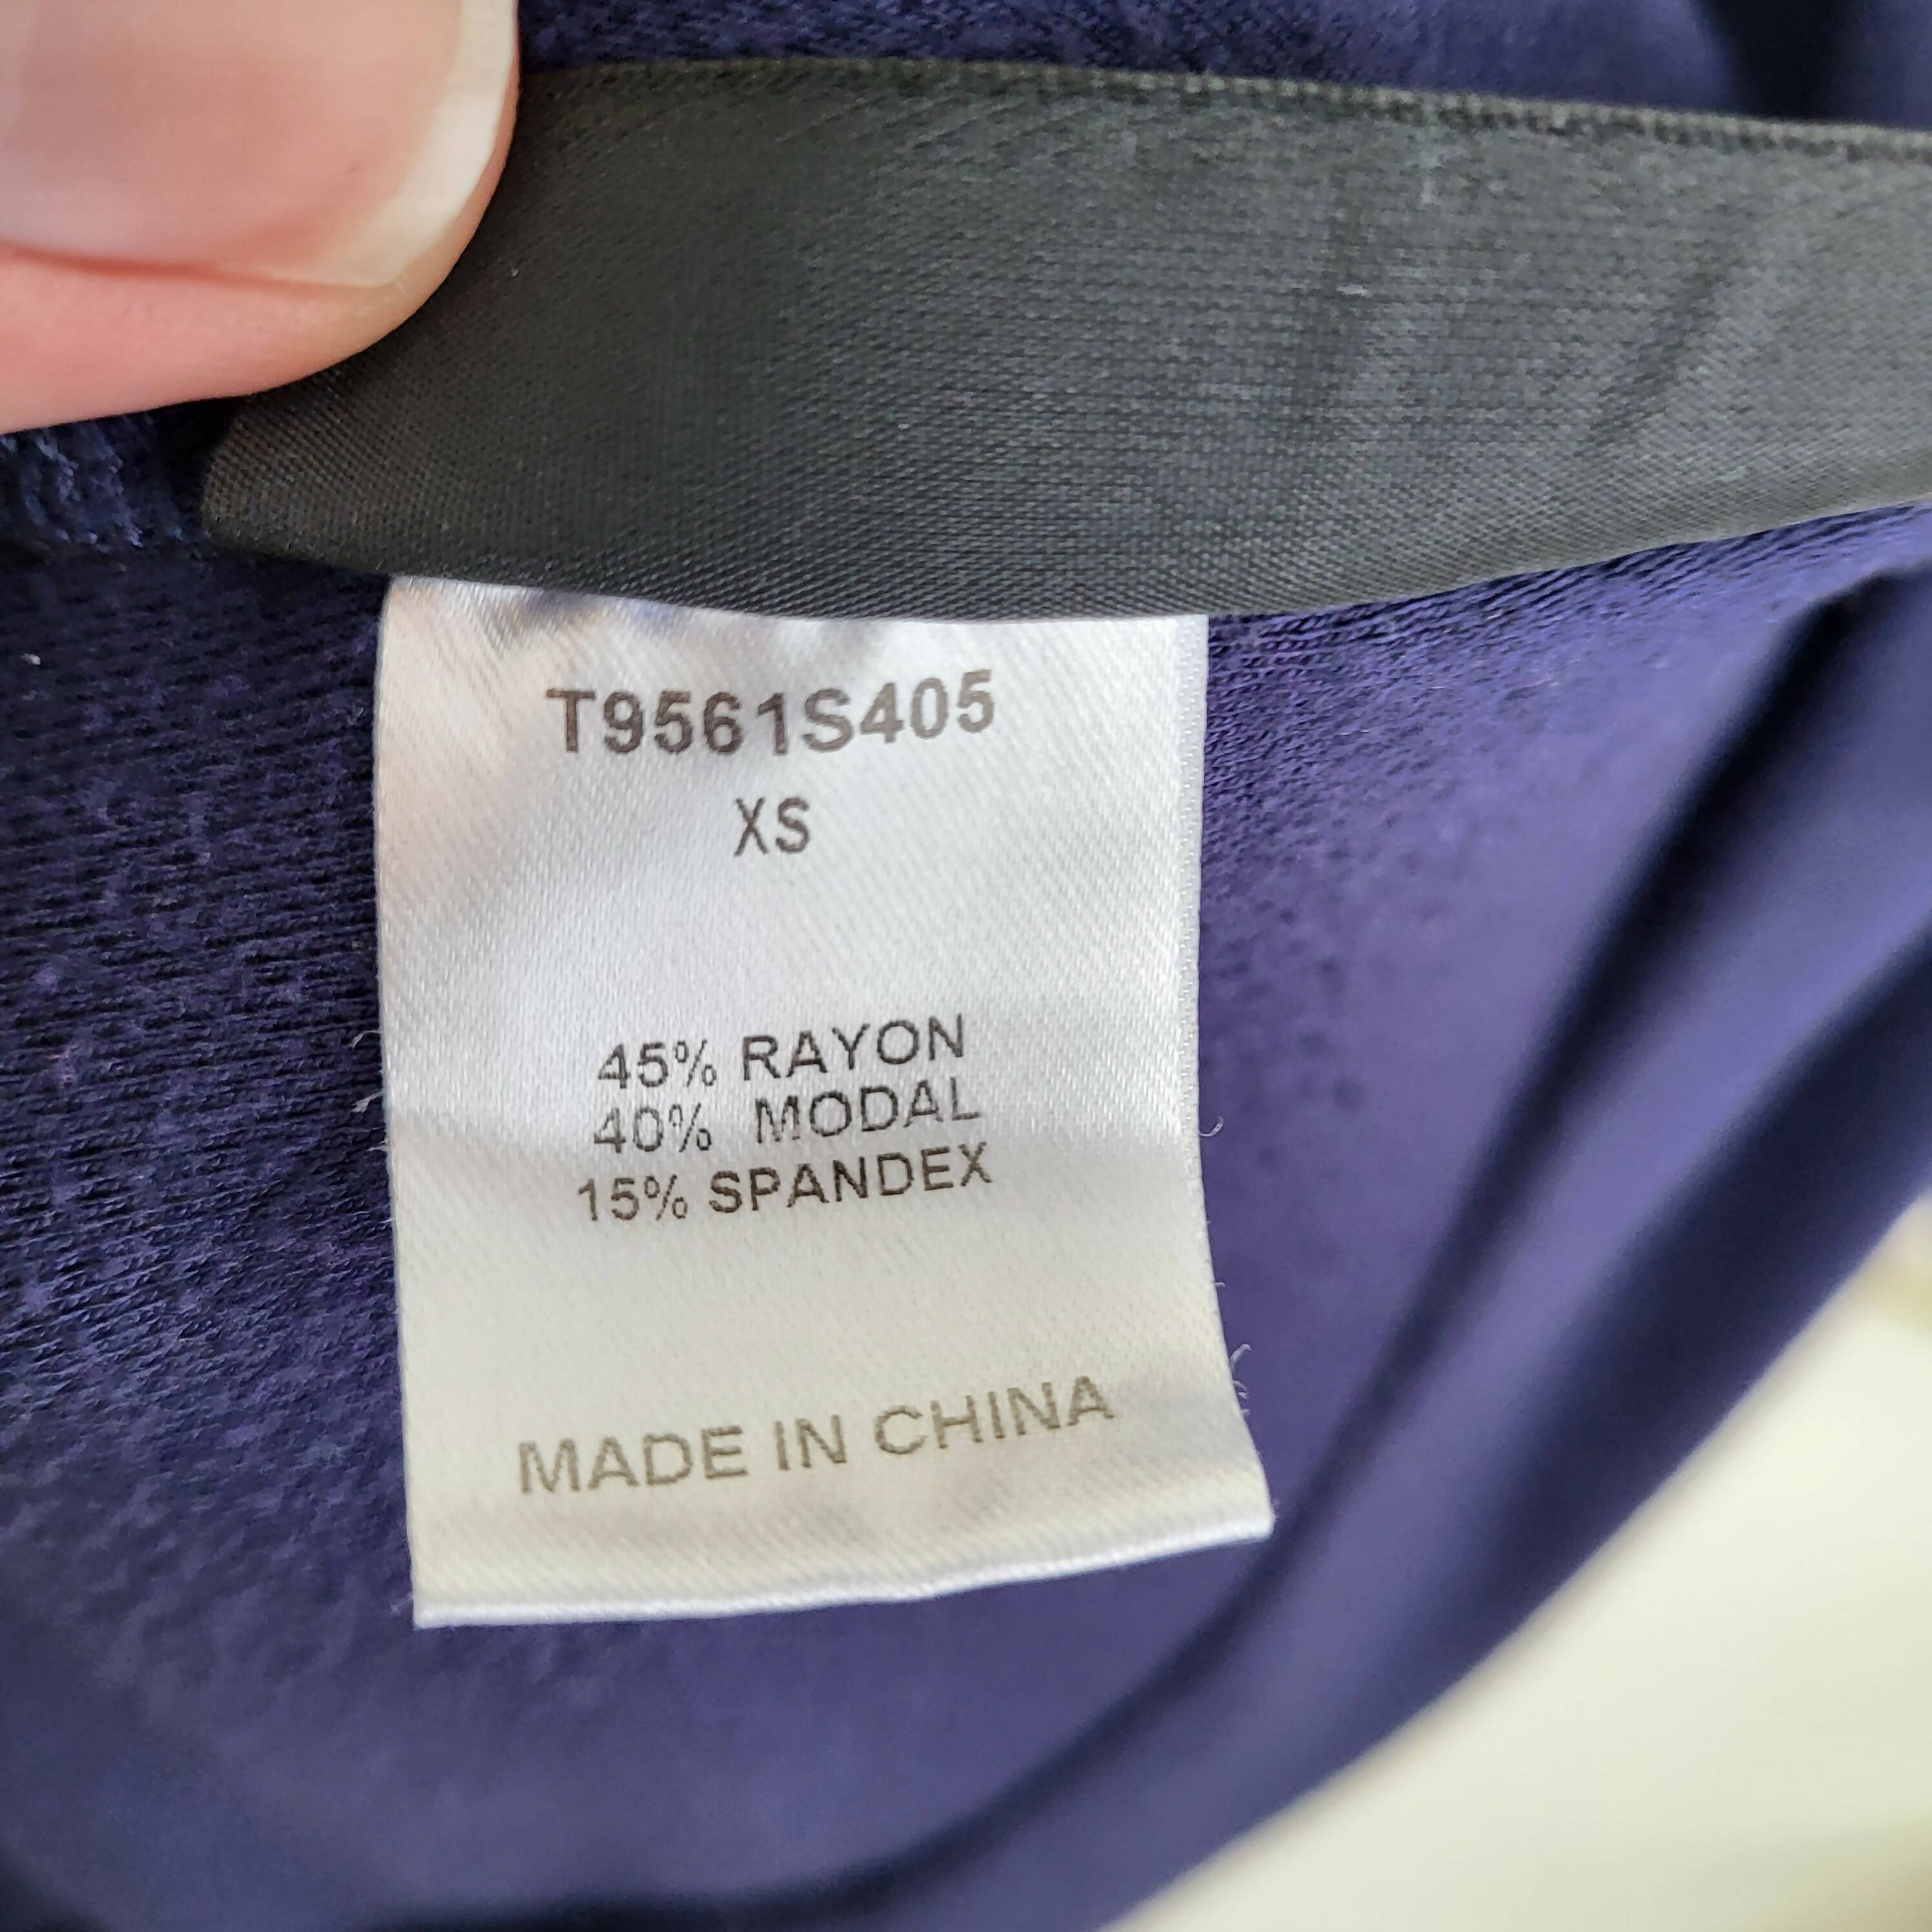 T9561S405
XS
45% RAYON
40% MODAL
15% SPANDEX
MADE IN CHINA